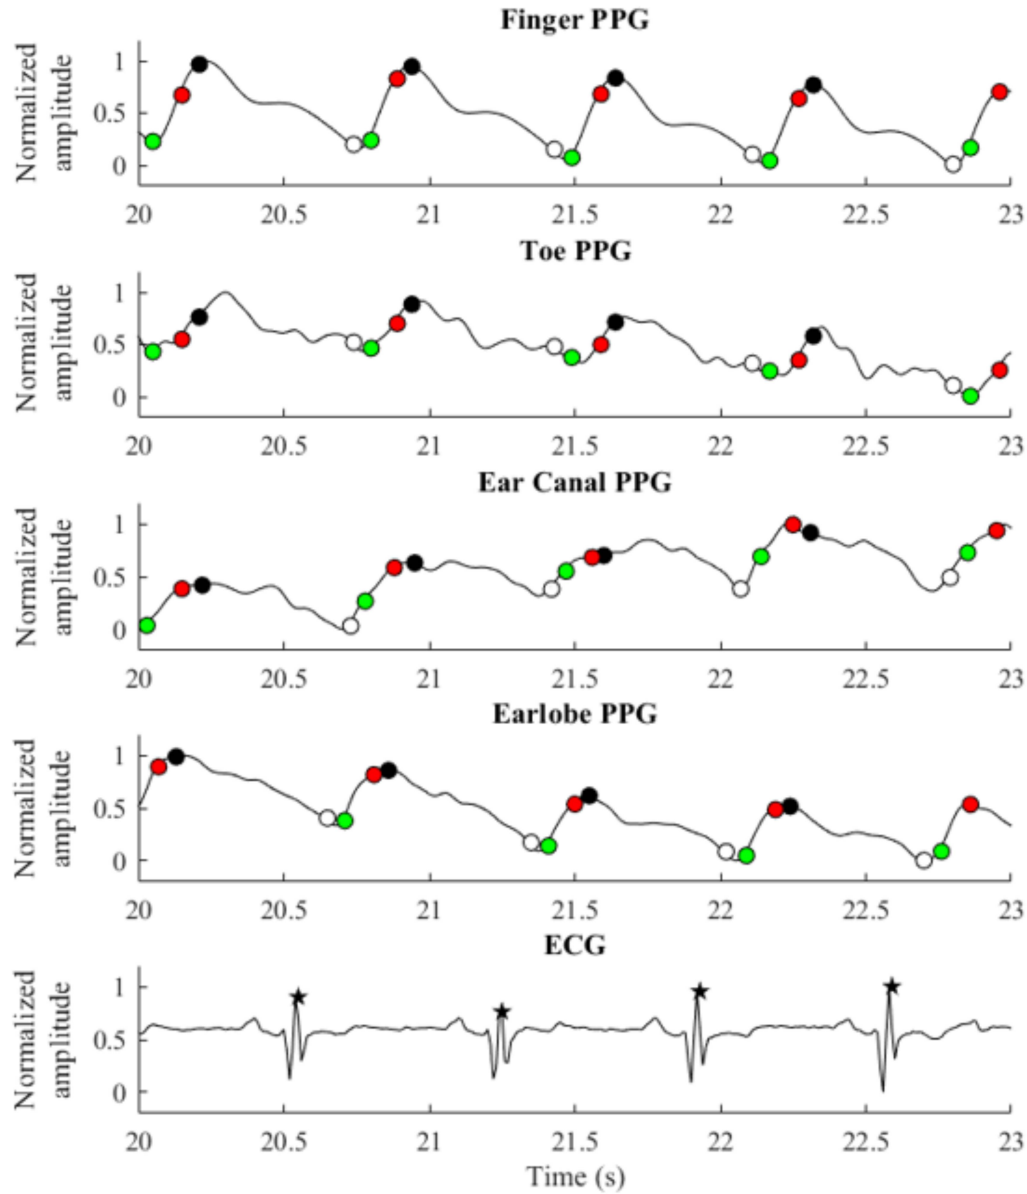 Finger PPG
Normalized
amplitude
1
0.5
0
20 20.5 21 21.5 22 22.5 23
Toe PPG
Normalized
amplitude
1
0.5
0
20 20.5 21 21.5 22 22.5 23
Ear Canal PPG
Normalized
amplitude
1
0.5
0
20 20.5 21 21.5 22 22.5 23
Earlobe PPG
Normalized
amplitude
1
0.5
0
20 20.5 21 21.5 22 22.5 23
ECG
Normalized
amplitude
1
0.5
0
20 20.5 21 21.5 22 22.5 23
Time (s)